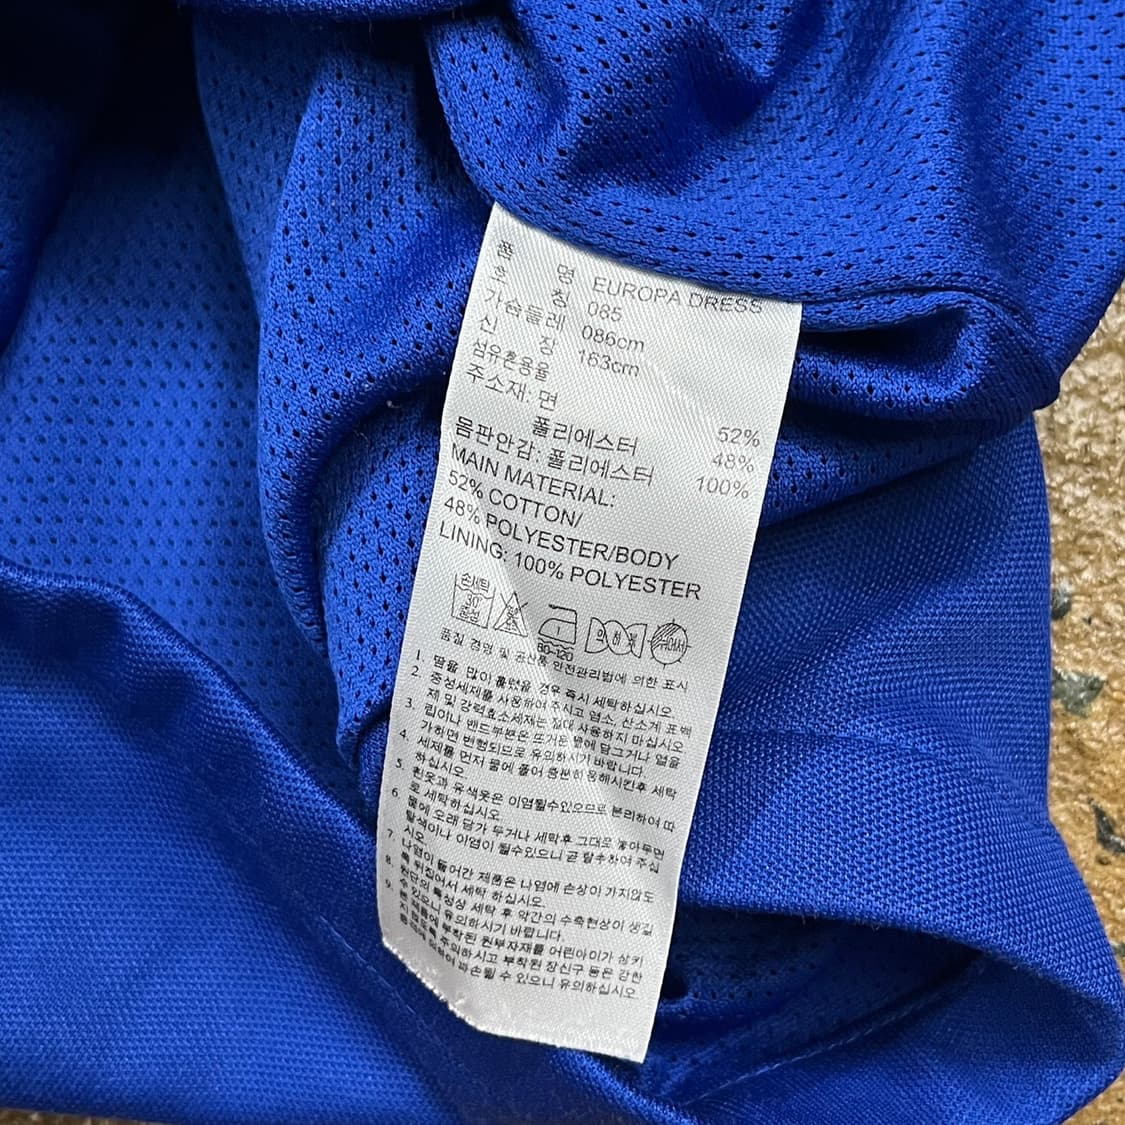 품 명 EUROPA DRESS
호 칭 085
가슴둘레 086cm
신 장 163cm
섬유혼용율
주소재: 면 52%
폴리에스터 48%
몸판안감: 폴리에스터 100%
MAIN MATERIAL:
52% COTTON/
48% POLYESTER/BODY
LINING: 100% POLYESTER
손세탁
30°
중성
80~120
품질 경영 및 공산품 안전관리법에 의한 표시
1. 땀을 많이 흘렸을 경우 즉시 세탁하십시오
2. 중성세제를 사용하여 주시고 염소, 산소계 표백
제 및 강력효소세제는 절대 사용하지 마십시오
3. 립이나 밴드부분은 뜨거운 물에 담그거나 열을
가하면 변형되므로 유의하시기 바랍니다.
4. 세제를 먼저 물에 풀어 충분히 용해시킨후 세탁
하십시오.
5. 흰옷과 유색옷은 이염될수있으므로 분리하여 따
로 세탁하십시오.
6. 물에 오래 담가 두거나 세탁후 그대로 놓아두면
탈색이나 이염이 될수있으니 곧 탈수하여 주십
시오.
7. 나염이 들어간 제품은 나염에 손상이 가지않도
록 뒤집어서 세탁 하십시오.
8. 원단의 특성상 세탁 후 약간의 수축현상이 생길
수 있으니 유의하시기 바랍니다.
9. 본 제품에 부착된 원부자재를 어린아이가 삼키
지 않도록 주의하시고 부착된 장신구 등은 강한
의하여 파손될 수 있으니 유의하십시오